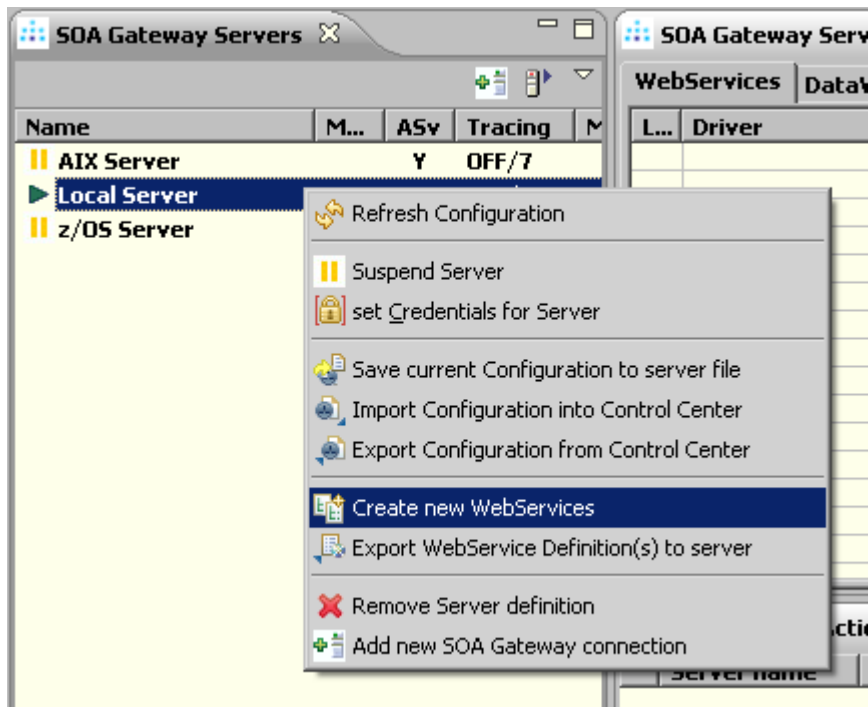 SOA Gateway Servers
SOA Gateway Serv
WebServices
Data
Name M... ASv Tracing M
L... Driver
AIX Server Y OFF/7
Local Server
z/OS Server
Refresh Configuration
Suspend Server
set Credentials for Server
Save current Configuration to server file
Import Configuration into Control Center
Export Configuration from Control Center
Create new WebServices
Export WebService Definition(s) to server
Remove Server definition
Add new SOA Gateway connection
Server name